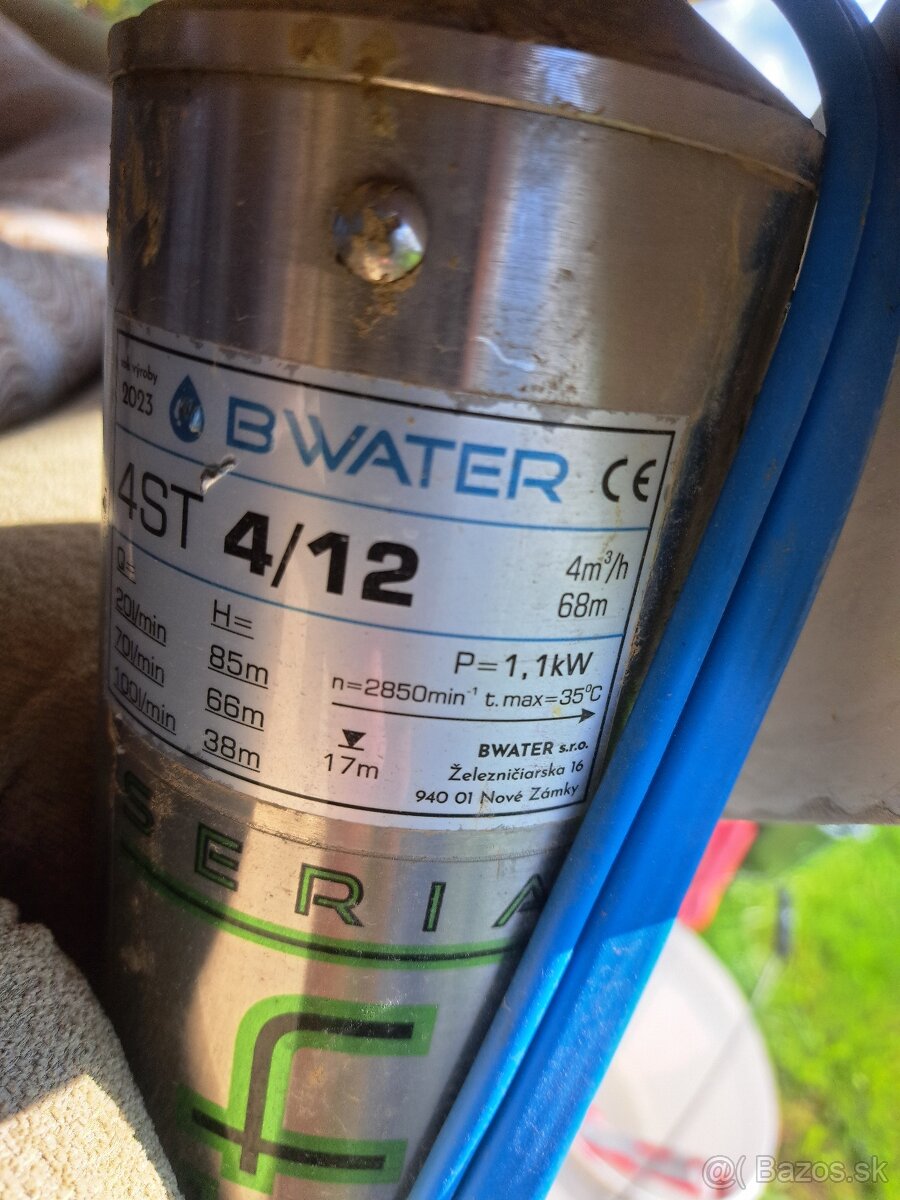 rok výroby
2023
BWATER CE
4ST 4/12
4m³/h
68m
Q= H=
20l/min 85m
70l/min 66m
100l/min 38m
P=1,1kW
n=2850min⁻¹ t.max=35°C
17m
BWATER s.r.o.
Železničiarska 16
940 01 Nové Zámky
SERIA
@( Bazos.sk